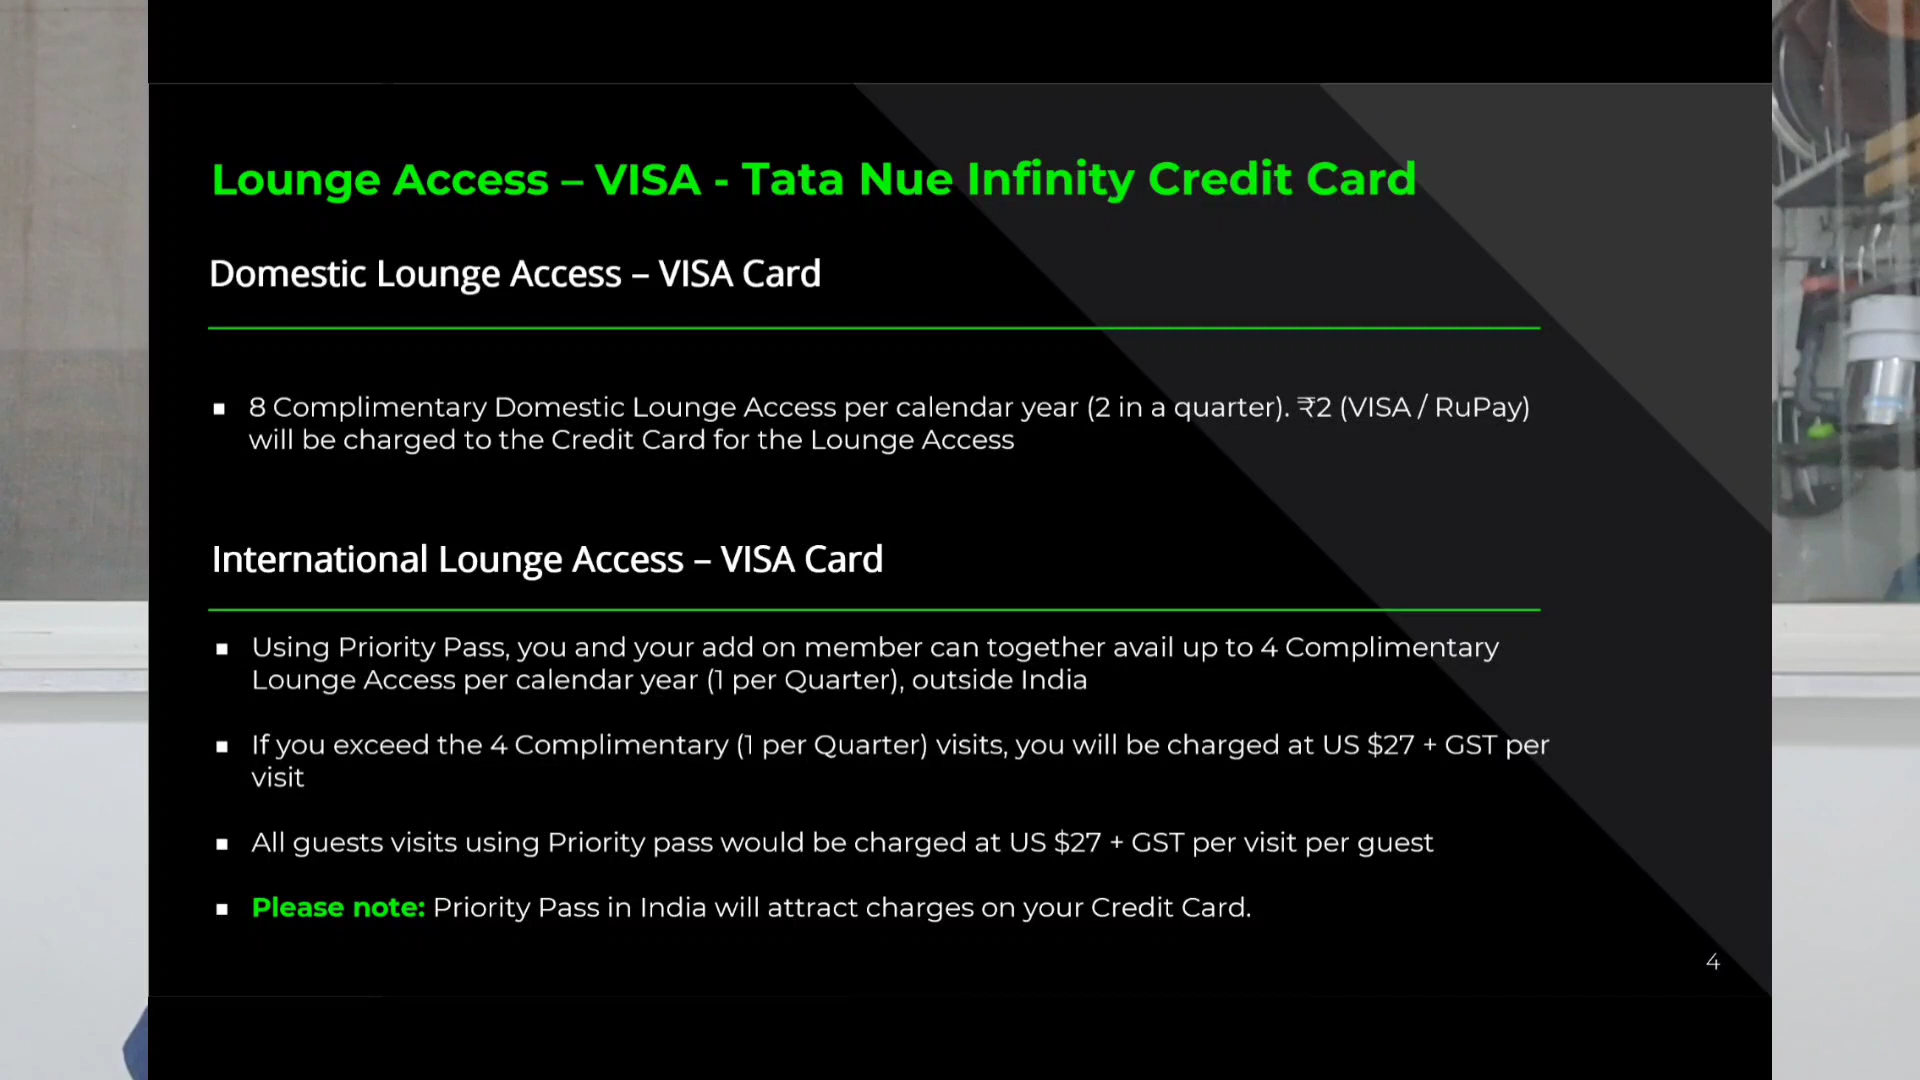 Lounge Access – VISA - Tata Nue Infinity Credit Card
Domestic Lounge Access – VISA Card
▪ 8 Complimentary Domestic Lounge Access per calendar year (2 in a quarter). ₹2 (VISA / RuPay)
will be charged to the Credit Card for the Lounge Access
International Lounge Access – VISA Card
▪ Using Priority Pass, you and your add on member can together avail up to 4 Complimentary
Lounge Access per calendar year (1 per Quarter), outside India
▪ If you exceed the 4 Complimentary (1 per Quarter) visits, you will be charged at US $27 + GST per
visit
▪ All guests visits using Priority pass would be charged at US $27 + GST per visit per guest
▪ Please note: Priority Pass in India will attract charges on your Credit Card.
4